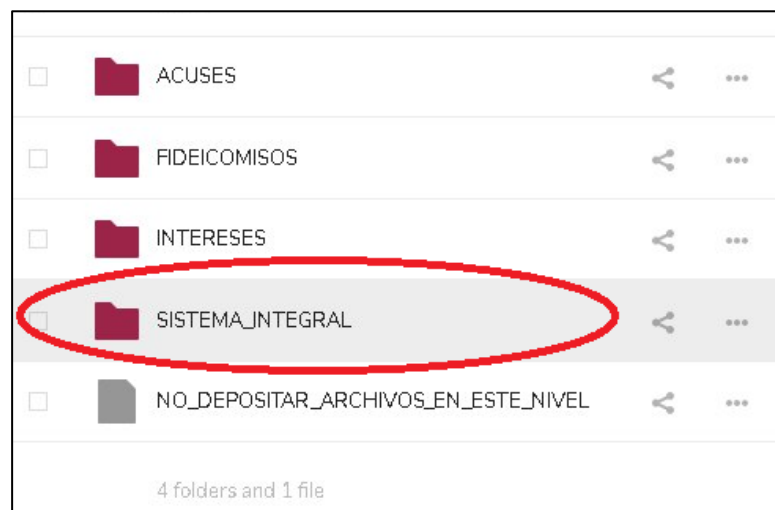 ACUSES
FIDEICOMISOS
INTERESES
SISTEMA_INTEGRAL
NO_DEPOSITAR_ARCHIVOS_EN_ESTE_NIVEL
4 folders and 1 file